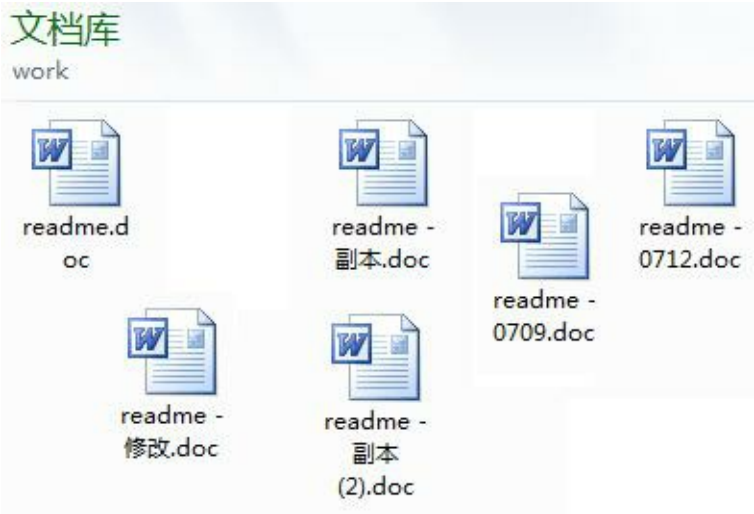 文档库
work
readme.d
oc
readme -
副本.doc
readme -
0709.doc
readme -
0712.doc
readme -
修改.doc
readme -
副本
(2).doc